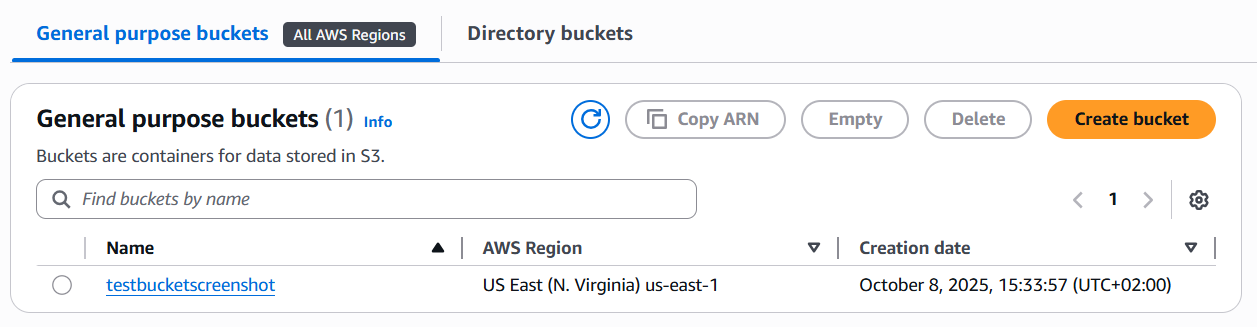 General purpose buckets All AWS Regions Directory buckets
General purpose buckets (1) Info Copy ARN Empty Delete Create bucket
Buckets are containers for data stored in S3.
Find buckets by name 1
Name AWS Region Creation date
testbucketscreenshot US East (N. Virginia) us-east-1 October 8, 2025, 15:33:57 (UTC+02:00)